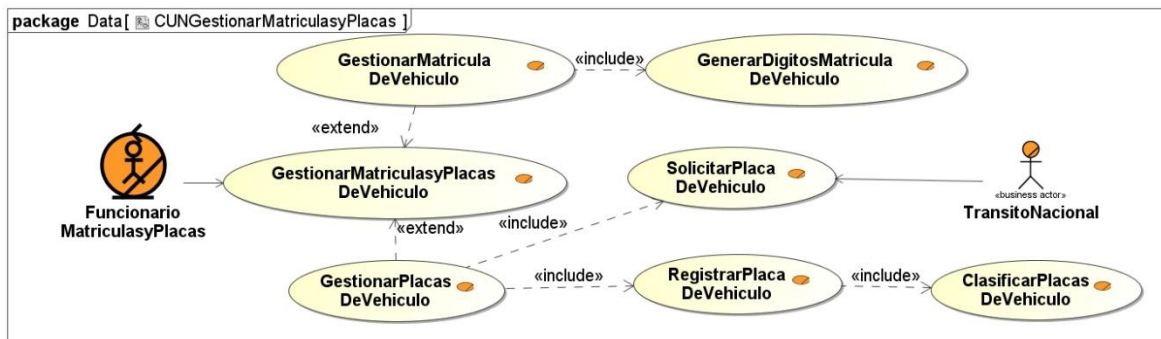 package Data[ CUNGestionarMatriculasyPlacas ]
GestionarMatricula
DeVehiculo
«include»
GenerarDigitosMatricula
DeVehiculo
«extend»
GestionarMatriculasyPlacas
DeVehiculo
SolicitarPlaca
DeVehiculo
«business actor»
TransitoNacional
Funcionario
MatriculasyPlacas
«extend»
«include»
GestionarPlacas
DeVehiculo
«include»
RegistrarPlaca
DeVehiculo
«include»
ClasificarPlacas
DeVehiculo